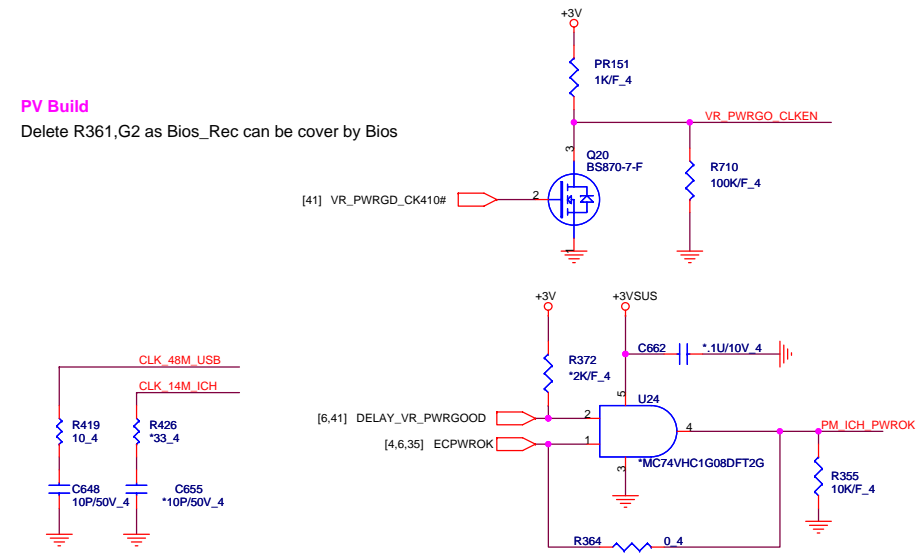 +3V
PR151
1K/F_4
PV Build
Delete R361,G2 as Bios_Rec can be cover by Bios
VR_PWRGO_CLKEN
3
Q20
BS870-7-F
R710
100K/F_4
[41] VR_PWRGD_CK410#
2
1
+3V
+3VSUS
C662
*.1U/10V_4
R372
*2K/F_4
5
U24
CLK_48M_USB
CLK_14M_ICH
[6,41] DELAY_VR_PWRGOOD
2
[4,6,35] ECPWROK
1
4
PM_ICH_PWROK
R419
10_4
R426
*33_4
3
*MC74VHC1G08DFT2G
R355
10K/F_4
C648
10P/50V_4
C655
*10P/50V_4
R364
0_4